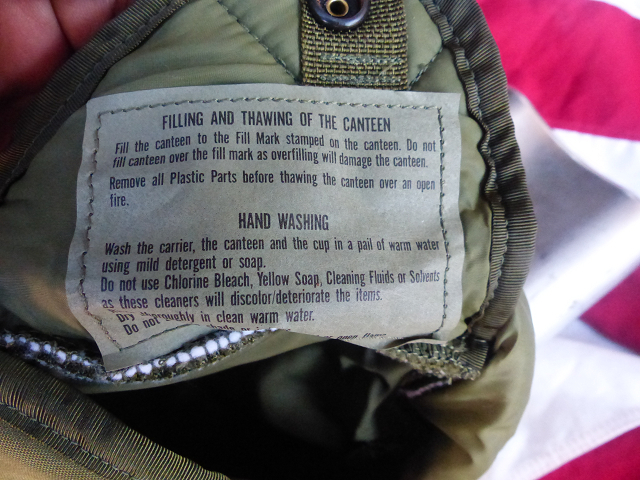 FILLING AND THAWING OF THE CANTEEN
Fill the canteen to the Fill Mark stamped on the canteen. Do not
fill canteen over the fill mark as overfilling will damage the canteen.
Remove all Plastic Parts before thawing the canteen over an open
fire.
HAND WASHING
Wash the carrier, the canteen and the cup in a pail of warm water
using mild detergent or soap.
Do not use Chlorine Bleach, Yellow Soap, Cleaning Fluids or Solvents
as these cleaners will discolor/deteriorate the items.
oroughly in clean warm water.
Dry
Do not